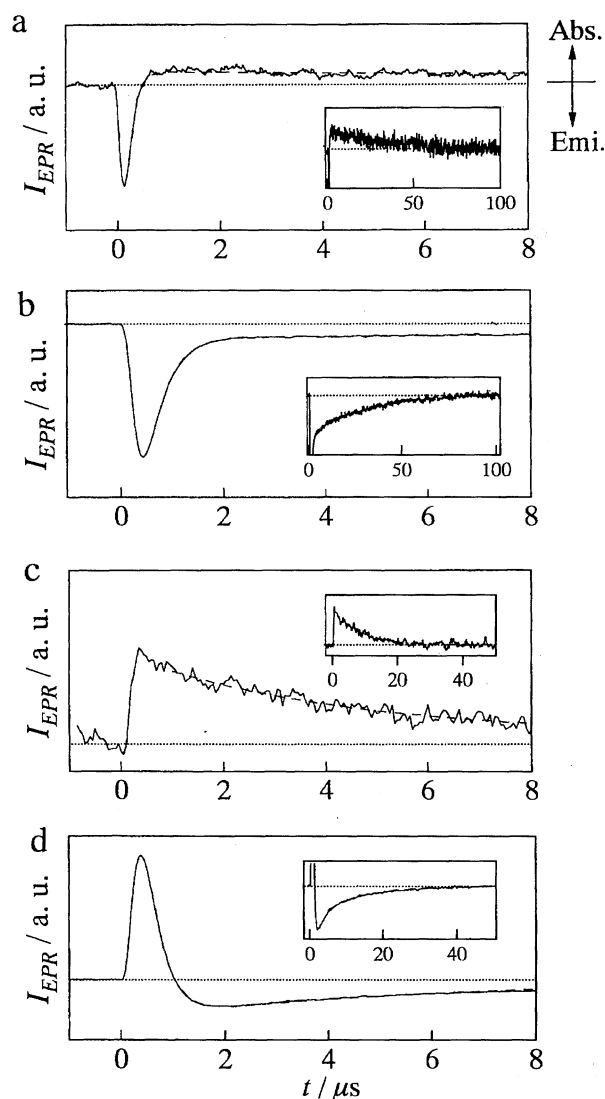 a
Abs.
Emi.
I_EPR / a. u.
0 50 100
0 2 4 6 8
b
I_EPR / a. u.
0 50 100
0 2 4 6 8
c
I_EPR / a. u.
0 20 40
0 2 4 6 8
d
I_EPR / a. u.
0 20 40
0 2 4 6 8
t / μs